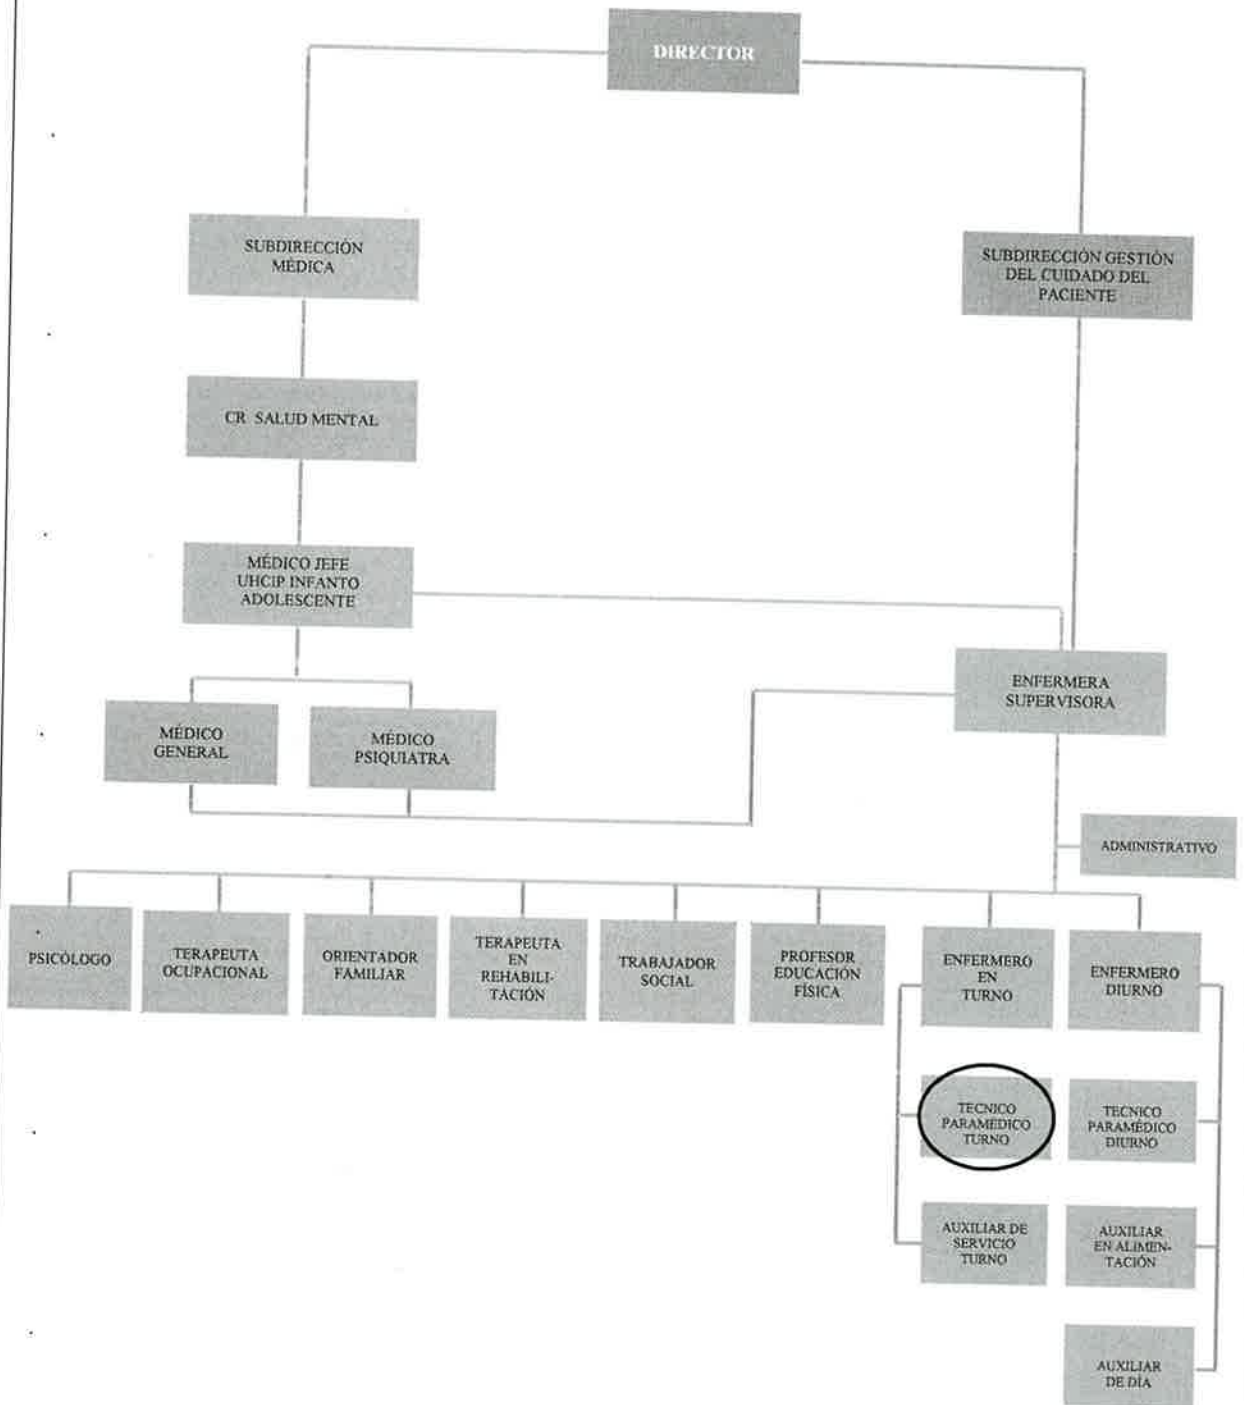 DIRECTOR
SUBDIRECCIÓN
MÉDICA
SUBDIRECCIÓN GESTIÓN
DEL CUIDADO DEL
PACIENTE
CR SALUD MENTAL
MÉDICO JEFE
UHCIP INFANTO
ADOLESCENTE
ENFERMERA
SUPERVISORA
MÉDICO
GENERAL
MÉDICO
PSIQUIATRA
ADMINISTRATIVO
PSICÓLOGO
TERAPEUTA
OCUPACIONAL
ORIENTADOR
FAMILIAR
TERAPEUTA
EN
REHABILI-
TACIÓN
TRABAJADOR
SOCIAL
PROFESOR
EDUCACIÓN
FÍSICA
ENFERMERO
EN
TURNO
ENFERMERO
DIURNO
TECNICO
PARAMÉDICO
TURNO
TECNICO
PARAMÉDICO
DIURNO
AUXILIAR DE
SERVICIO
TURNO
AUXILIAR
EN ALIMEN-
TACIÓN
AUXILIAR
DE DÍA